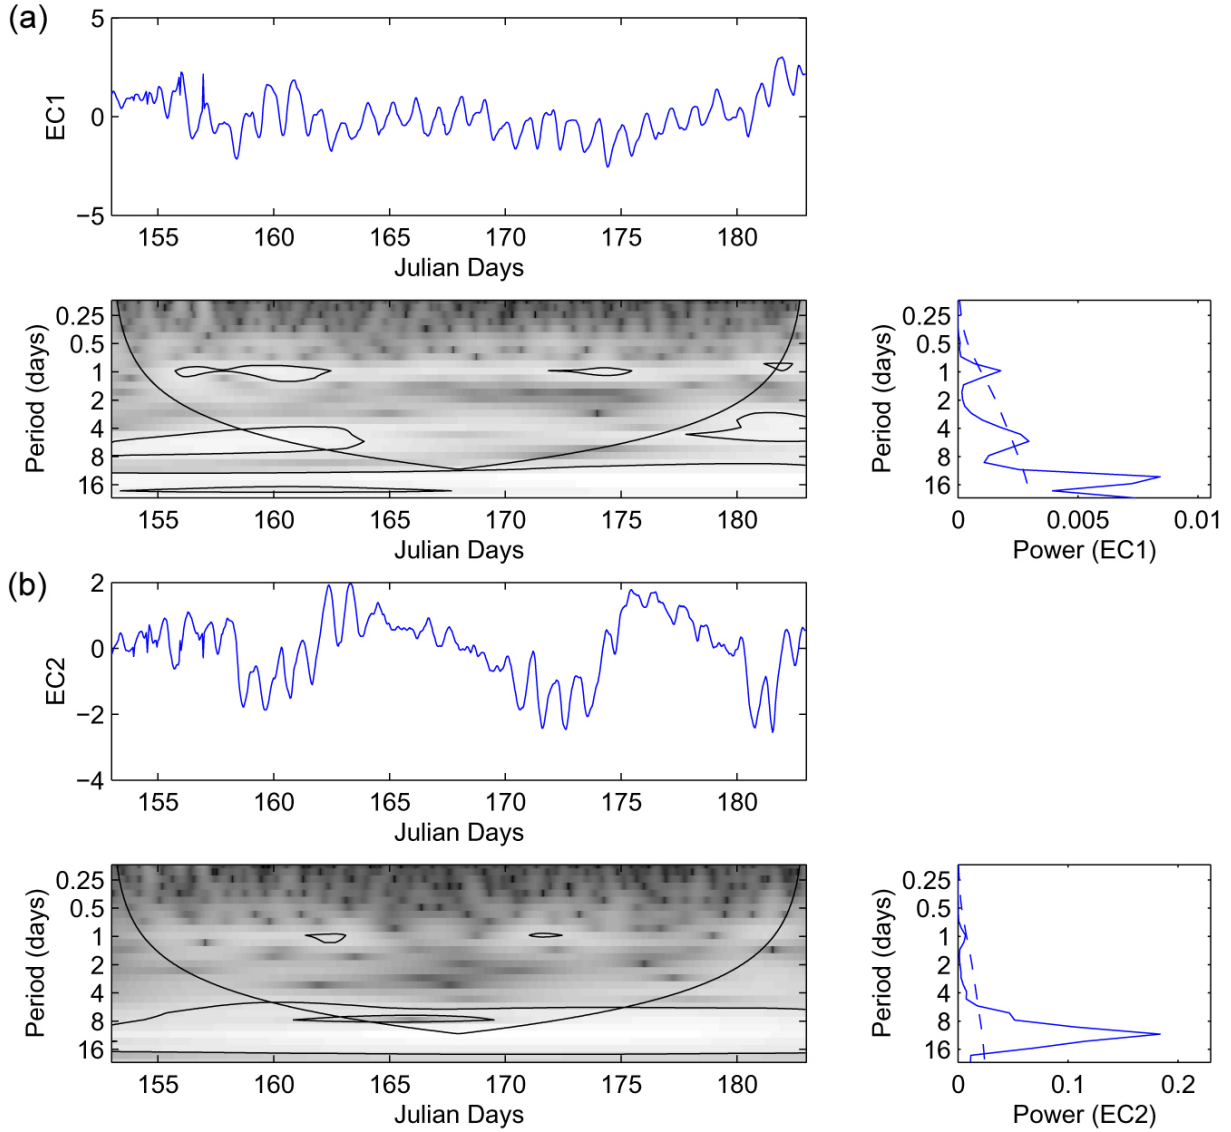 (a)
5
0
−5
EC1
155 160 165 170 175 180
Julian Days
0.25
0.5
1
2
4
8
16
Period (days)
155 160 165 170 175 180
Julian Days
0.25
0.5
1
2
4
8
16
Period (days)
0 0.005 0.01
Power (EC1)
(b)
2
0
−2
−4
EC2
155 160 165 170 175 180
Julian Days
0.25
0.5
1
2
4
8
16
Period (days)
155 160 165 170 175 180
Julian Days
0.25
0.5
1
2
4
8
16
Period (days)
0 0.1 0.2
Power (EC2)